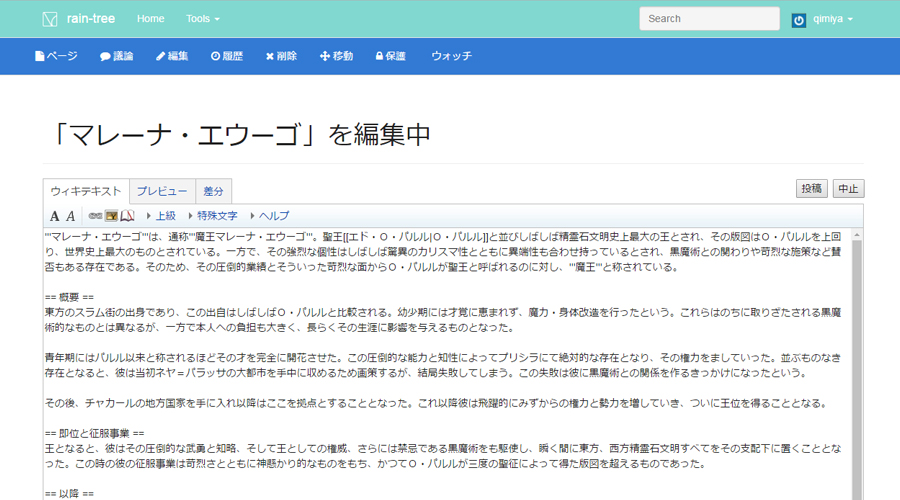 rain-tree Home Tools Search qimiya
ページ 議論 編集 履歴 削除 移動 保護 ウォッチ
「マレーナ・エウーゴ」を編集中
ウィキテキスト プレビュー 差分 投稿 中止
A A 上級 特殊文字 ヘルプ
'''マレーナ・エウーゴ'''は、通称'''魔王マレーナ・エウーゴ'''。聖王[[エド・Ｏ・パルル|Ｏ・パルル]]と並びしばしば精霊石文明史上最大の王とされ、その版図はＯ・パルルを上回
り、世界史上最大のものとされている。一方で、その強烈な個性はしばしば驚異のカリスマ性とともに異端性も合わせ持っているとされ、黒魔術との関わりや苛烈な施策など賛
否もある存在である。そのため、その圧倒的業績とそういった苛烈な面からＯ・パルルが聖王と呼ばれるのに対し、'''魔王'''と称されている。
== 概要 ==
東方のスラム街の出身であり、この出自はしばしばＯ・パルルと比較される。幼少期には才覚に恵まれず、魔力・身体改造を行ったという。これらはのちに取りざたされる黒魔
術的なものとは異なるが、一方で本人への負担も大きく、長らくその生涯に影響を与えるものとなった。
青年期にはパルル以来と称されるほどその才を完全に開花させた。この圧倒的な能力と知性によってプリシラにて絶対的な存在となり、その権力をましていった。並ぶものなき
存在となると、彼は当初ネヤ＝パラッサの大都市を手中に収めるため画策するが、結局失敗してしまう。この失敗は彼に黒魔術との関係を作るきっかけになったという。
その後、チャカールの地方国家を手に入れ以降はここを拠点とすることとなった。これ以降彼は飛躍的にみずからの権力と勢力を増していき、ついに王位を得ることとなる。
== 即位と征服事業 ==
王となると、彼はその圧倒的な武勇と知略、そして王としての権威、さらには禁忌である黒魔術をも駆使し、瞬く間に東方、西方精霊石文明すべてをその支配下に置くこととな
った。この時の彼の征服事業は苛烈さとともに神懸かり的なものをもち、かつてＯ・パルルが三度の聖征によって得た版図を超えるものであった。
== 以降 ==